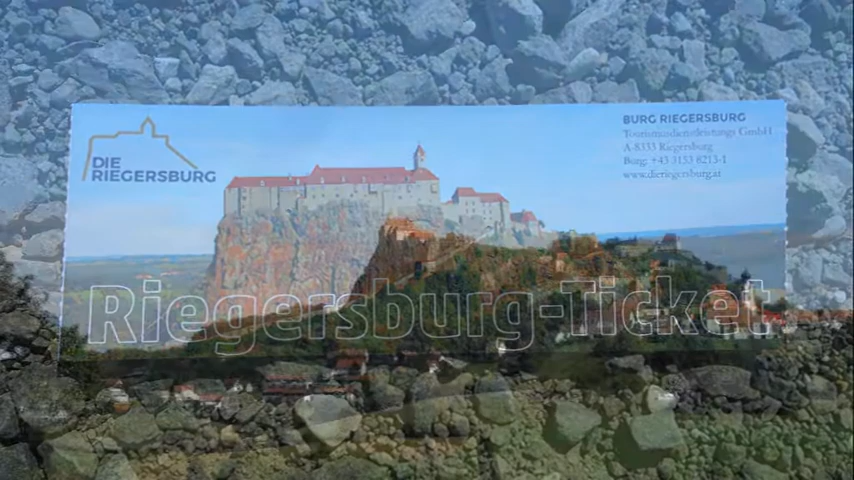 DIE
RIEGERSBURG
BURG RIEGERSBURG
Tourismusdienstleistungs GmbH
A-8333 Riegersburg
Burg: +43 3153 8213-1
www.dieriegersburg.at
Riegersburg-Ticket